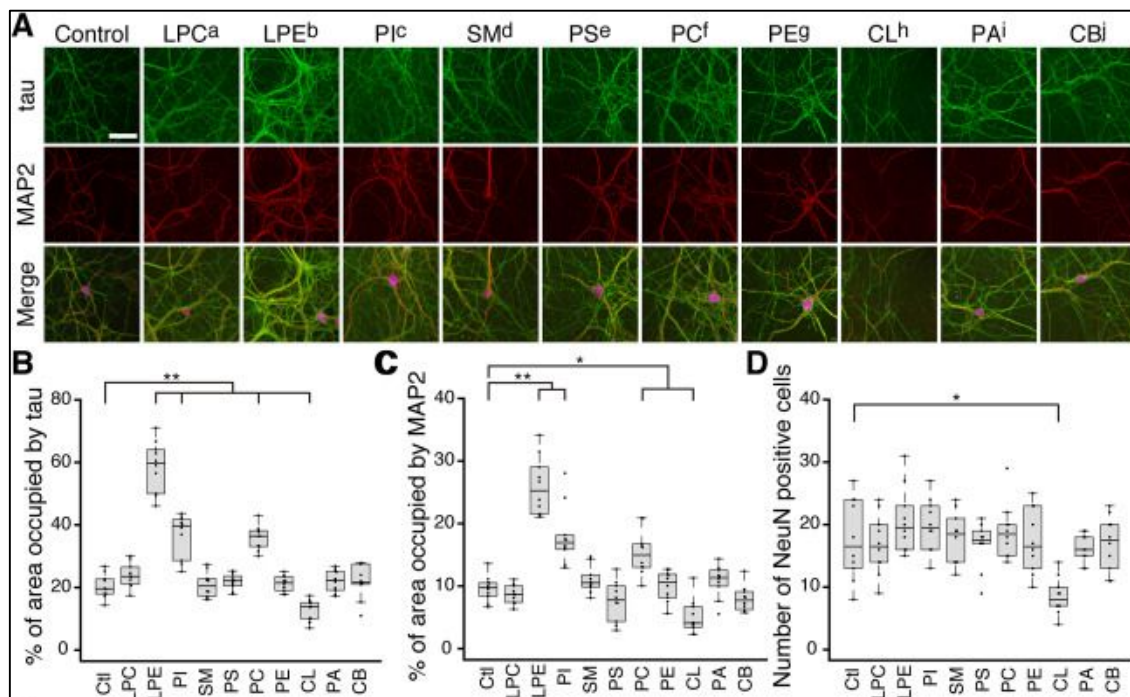 A
Control LPCa LPEb PIc SMd PSe PCf PEg CLh PAi CBj
tau
MAP2
Merge
B
% of area occupied by tau
80
60
40
20
0
**
Ctl LPC LPE PI SM PS PC PE CL PA CB
C
% of area occupied by MAP2
40
20
0
**
*
Ctl LPC LPE PI SM PS PC PE CL PA CB
D
Number of NeuN positive cells
40
30
20
10
0
*
Ctl LPC LPE PI SM PS PC PE CL PA CB